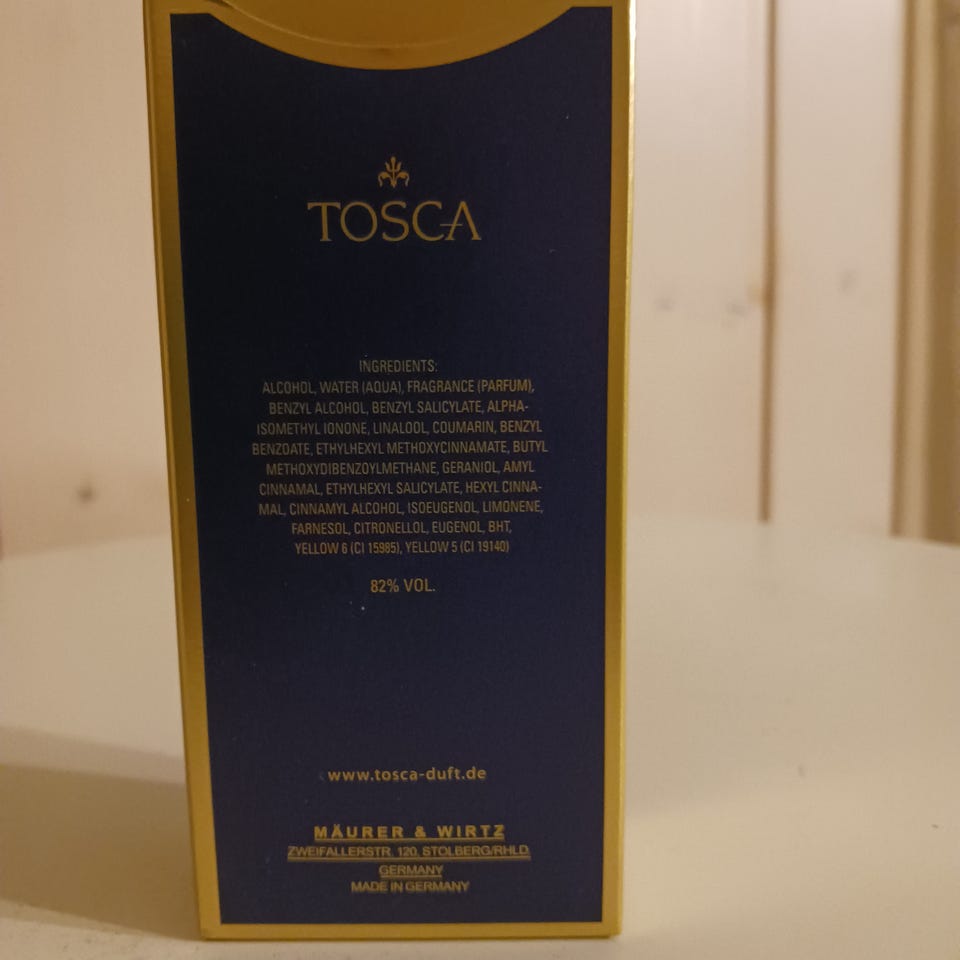 TOSCA
INGREDIENTS:
ALCOHOL, WATER (AQUA), FRAGRANCE (PARFUM),
BENZYL ALCOHOL, BENZYL SALICYLATE, ALPHA-
ISOMETHYL IONONE, LINALOOL, COUMARIN, BENZYL
BENZOATE, ETHYLHEXYL METHOXYCINNAMATE, BUTYL
METHOXYDIBENZOYLMETHANE, GERANIOL, AMYL
CINNAMAL, ETHYLHEXYL SALICYLATE, HEXYL CINNA-
MAL, CINNAMYL ALCOHOL, ISOEUGENOL, LIMONENE,
FARNESOL, CITRONELLOL, EUGENOL, BHT,
YELLOW 6 (CI 15985), YELLOW 5 (CI 19140)
82% VOL.
www.tosca-duft.de
MÄURER & WIRTZ
ZWEIFALLERSTR. 120, STOLBERG/RHLD.
GERMANY
MADE IN GERMANY